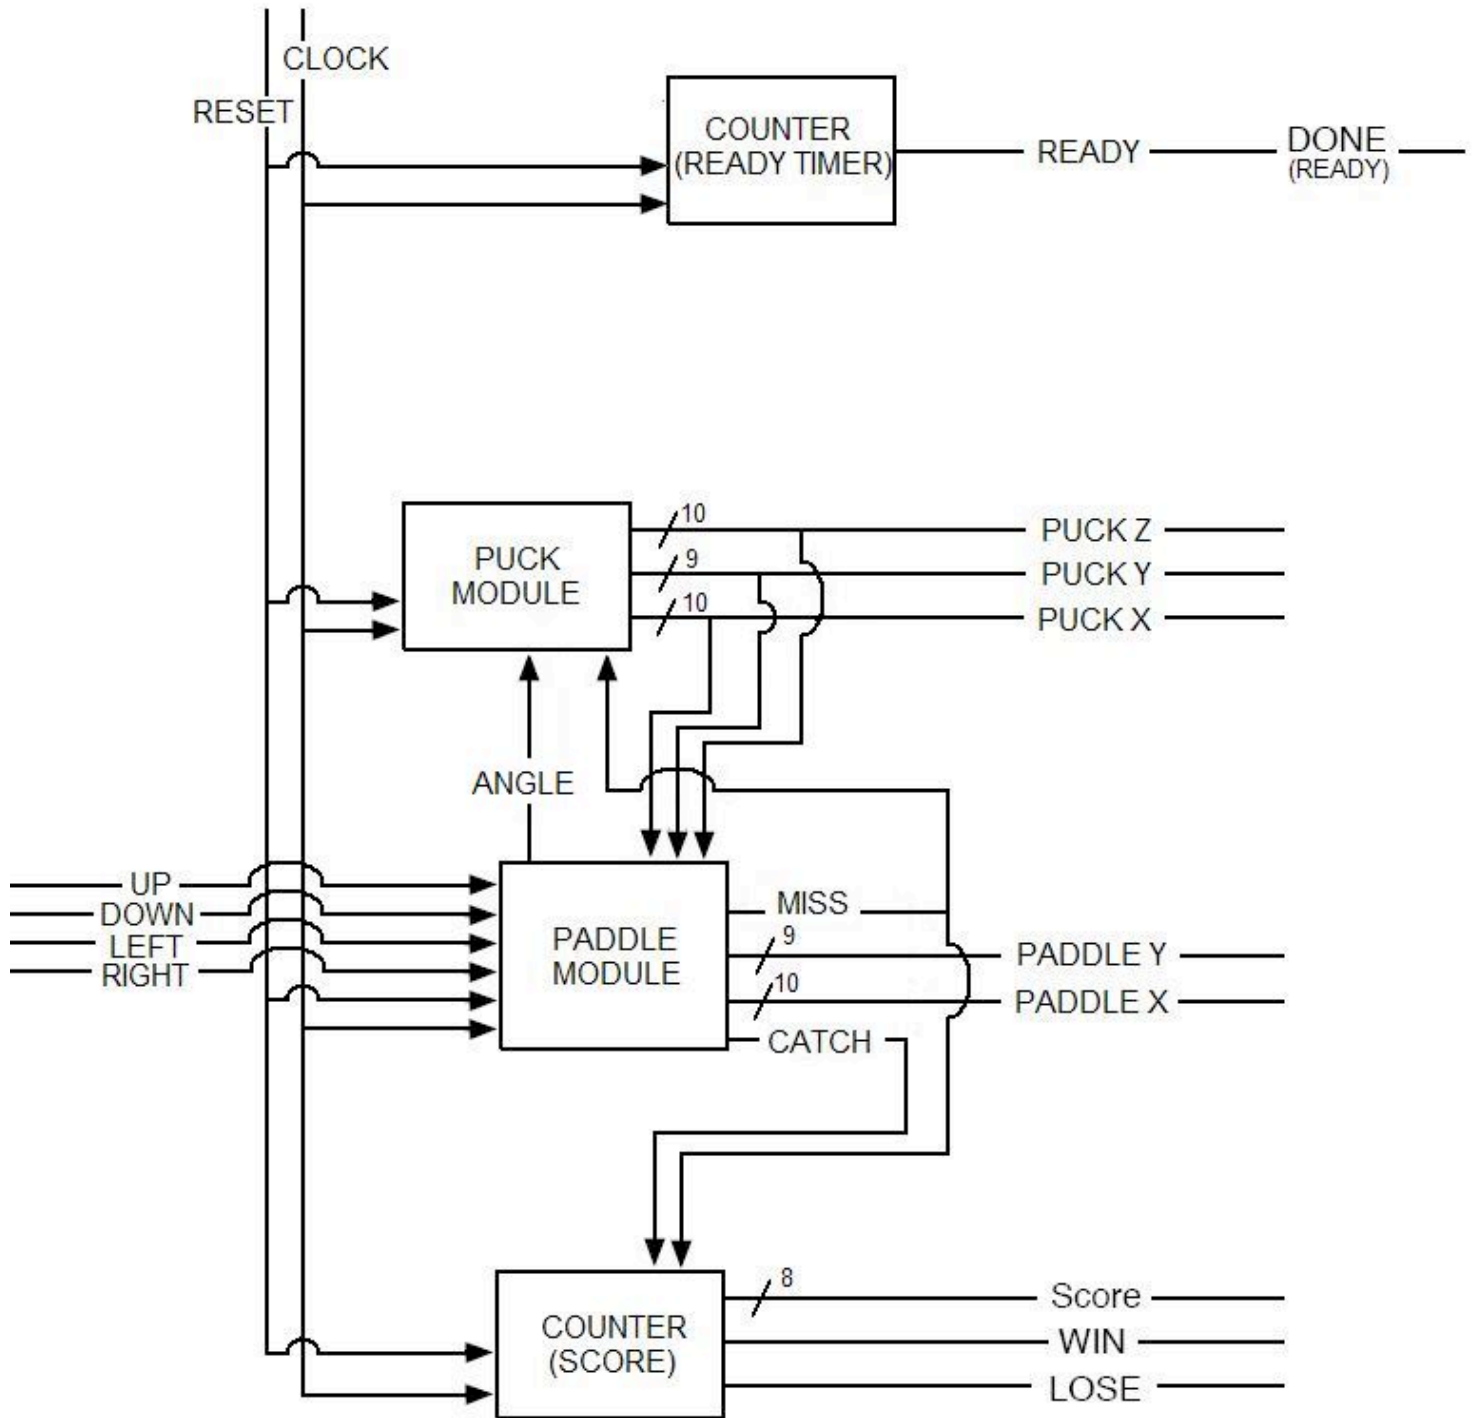 CLOCK
RESET
COUNTER
(READY TIMER)
READY
DONE
(READY)
PUCK
MODULE
10
9
10
PUCK Z
PUCK Y
PUCK X
ANGLE
UP
DOWN
LEFT
RIGHT
PADDLE
MODULE
MISS
9
10
CATCH
PADDLE Y
PADDLE X
COUNTER
(SCORE)
8
Score
WIN
LOSE